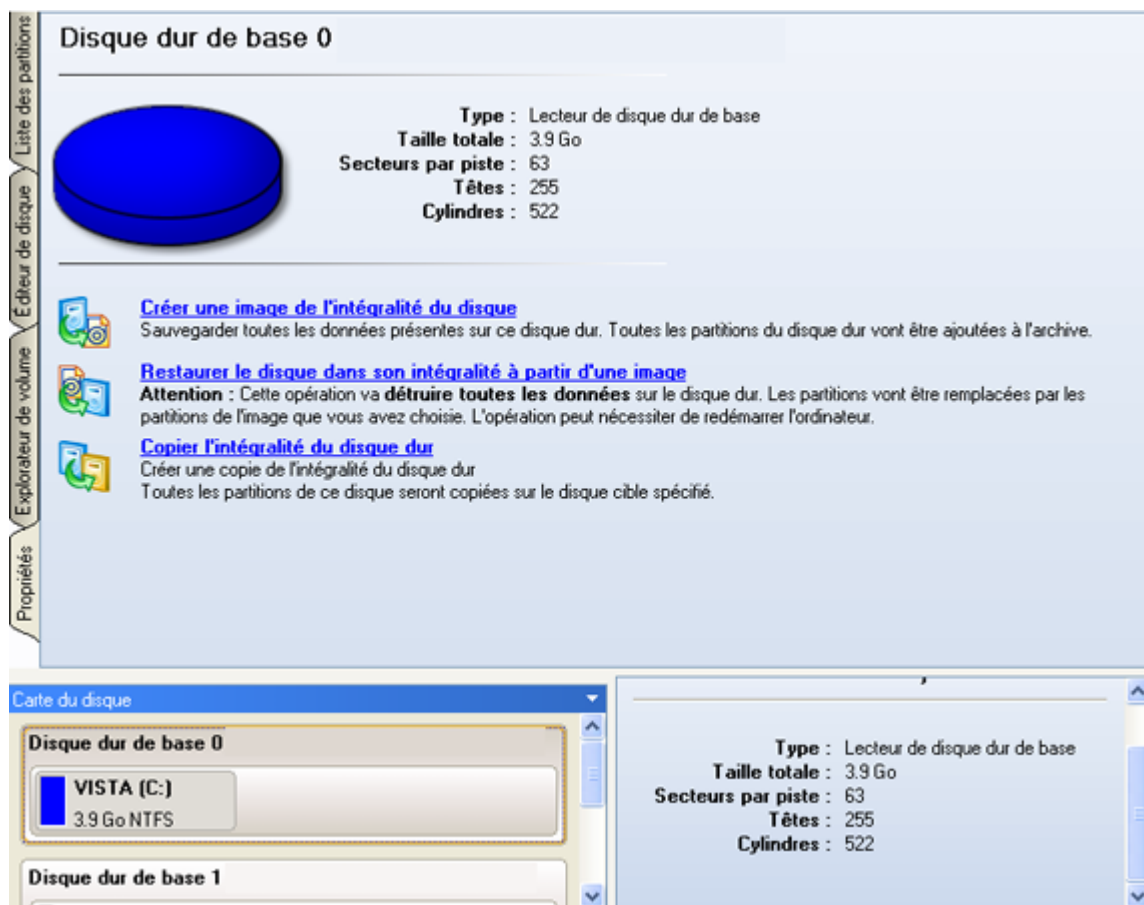 Liste des partitions
Éditeur de disque
Explorateur de volume
Propriétés
Disque dur de base 0
Type : Lecteur de disque dur de base
Taille totale : 3.9 Go
Secteurs par piste : 63
Têtes : 255
Cylindres : 522
Créer une image de l'intégralité du disque
Sauvegarder toutes les données présentes sur ce disque dur. Toutes les partitions du disque dur vont être ajoutées à l'archive.
Restaurer le disque dans son intégralité à partir d'une image
Attention : Cette opération va détruire toutes les données sur le disque dur. Les partitions vont être remplacées par les
partitions de l'image que vous avez choisie. L'opération peut nécessiter de redémarrer l'ordinateur.
Copier l'intégralité du disque dur
Créer une copie de l'intégralité du disque dur
Toutes les partitions de ce disque seront copiées sur le disque cible spécifié.
Carte du disque
Disque dur de base 0
VISTA (C:)
3.9 Go NTFS
Disque dur de base 1
Type : Lecteur de disque dur de base
Taille totale : 3.9 Go
Secteurs par piste : 63
Têtes : 255
Cylindres : 522